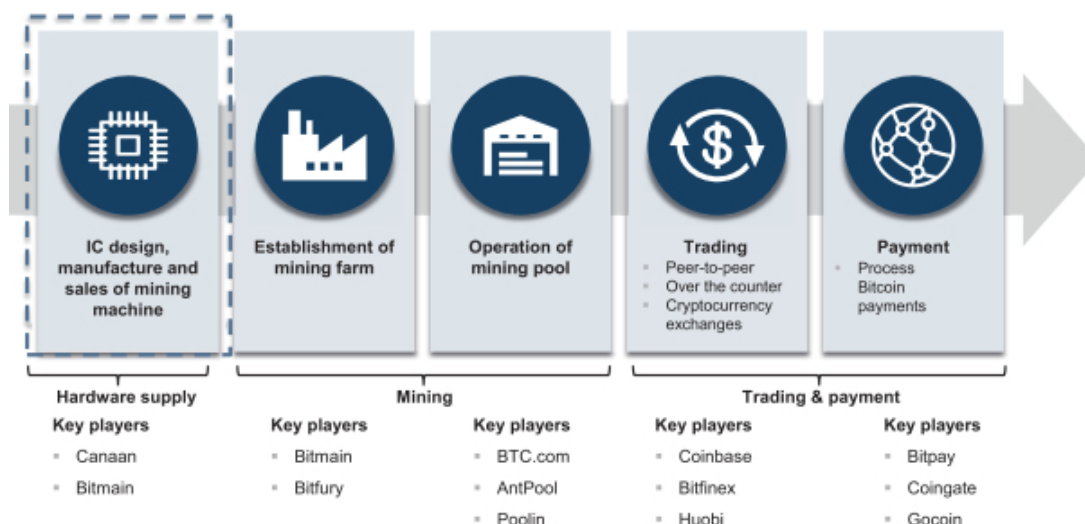 IC design,
manufacture and
sales of mining
machine
Establishment of
mining farm
Operation of
mining pool
Trading
Peer-to-peer
Over the counter
Cryptocurrency
exchanges
Payment
Process
Bitcoin
payments
Hardware supply
Mining
Trading & payment
Key players
Canaan
Bitmain
Key players
Bitmain
Bitfury
Key players
BTC.com
AntPool
Poolin
Key players
Coinbase
Bitfinex
Huobi
Key players
Bitpay
Coingate
Gocoin